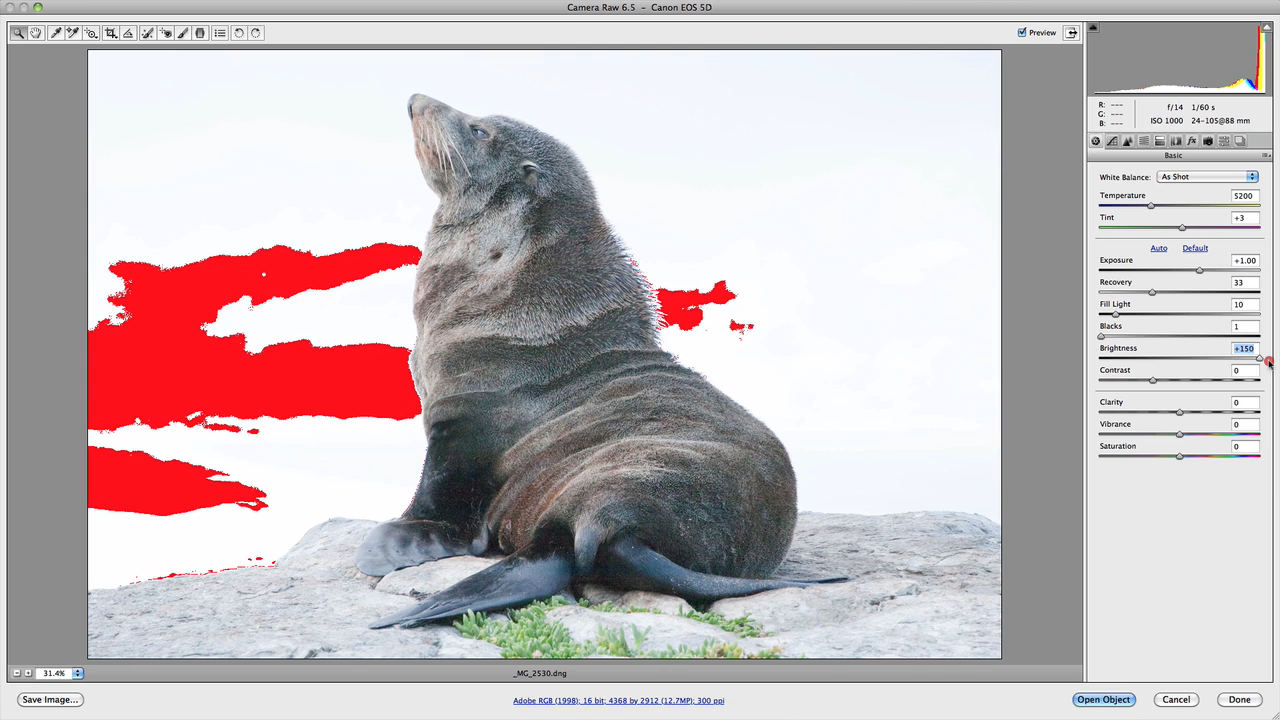 Camera Raw 6.5 – Canon EOS 5D
Preview
R: ---
G: ---
B: ---
f/14 1/60 s
ISO 1000 24-105@88 mm
Basic
White Balance: As Shot
Temperature 5200
Tint +3
Auto Default
Exposure +1.00
Recovery 33
Fill Light 10
Blacks 1
Brightness +150
Contrast 0
Clarity 0
Vibrance 0
Saturation 0
31.4%
_MG_2530.dng
Save Image...
Adobe RGB (1998); 16 bit; 4368 by 2912 (12.7MP); 300 ppi
Open Object
Cancel
Done